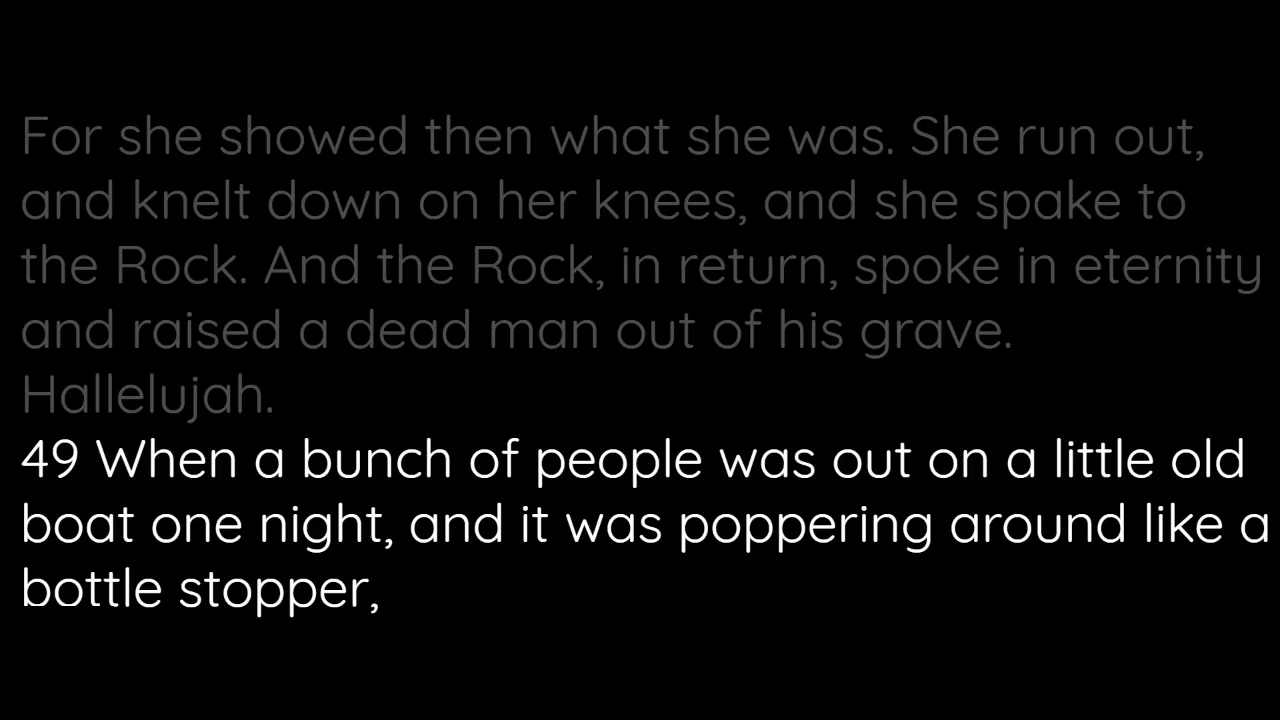 For she showed then what she was. She run out,
and knelt down on her knees, and she spake to
the Rock. And the Rock, in return, spoke in eternity
and raised a dead man out of his grave.
Hallelujah.
49 When a bunch of people was out on a little old
boat one night, and it was poppering around like a
bottle stopper,